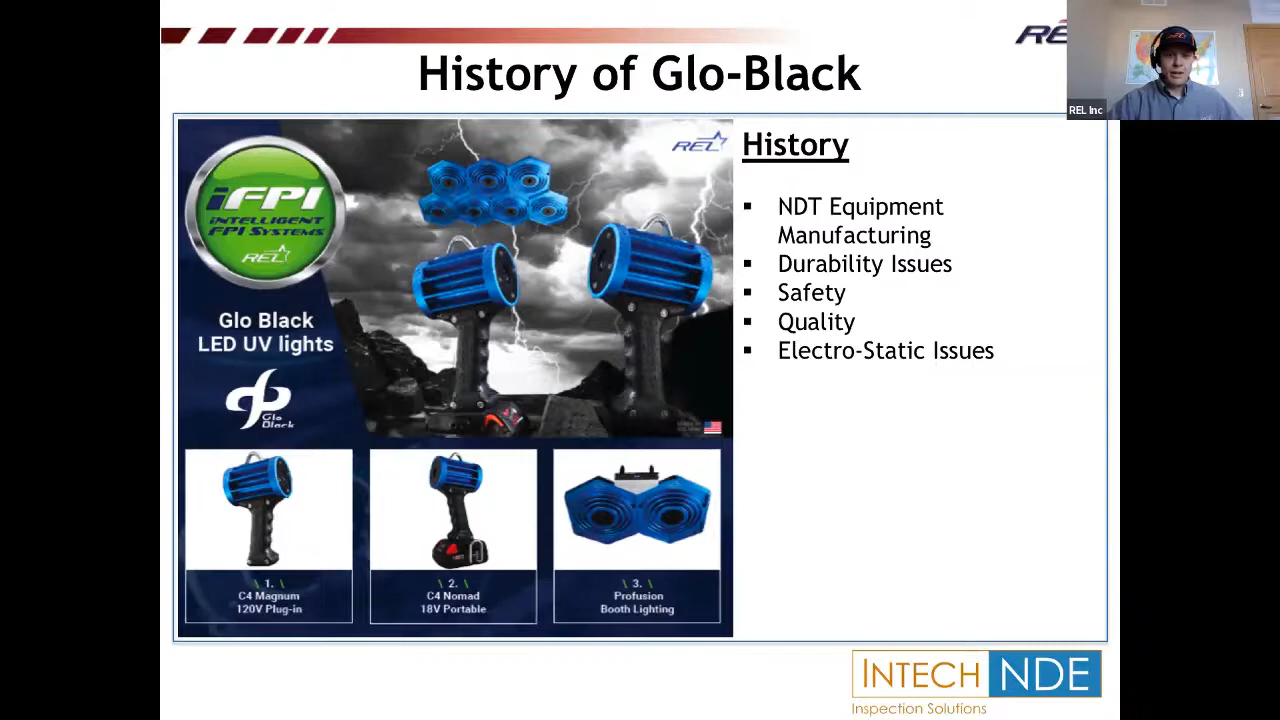 REL
REL Inc
History of Glo-Black
REL
iFPI
INTELLIGENT
FPI SYSTEMS
REL
Glo Black
LED UV lights
Glo
Black
1.
C4 Magnum
120V Plug-in
2.
C4 Nomad
18V Portable
3.
Profusion
Booth Lighting
History
▪ NDT Equipment
Manufacturing
▪ Durability Issues
▪ Safety
▪ Quality
▪ Electro-Static Issues
INTECH NDE
Inspection Solutions